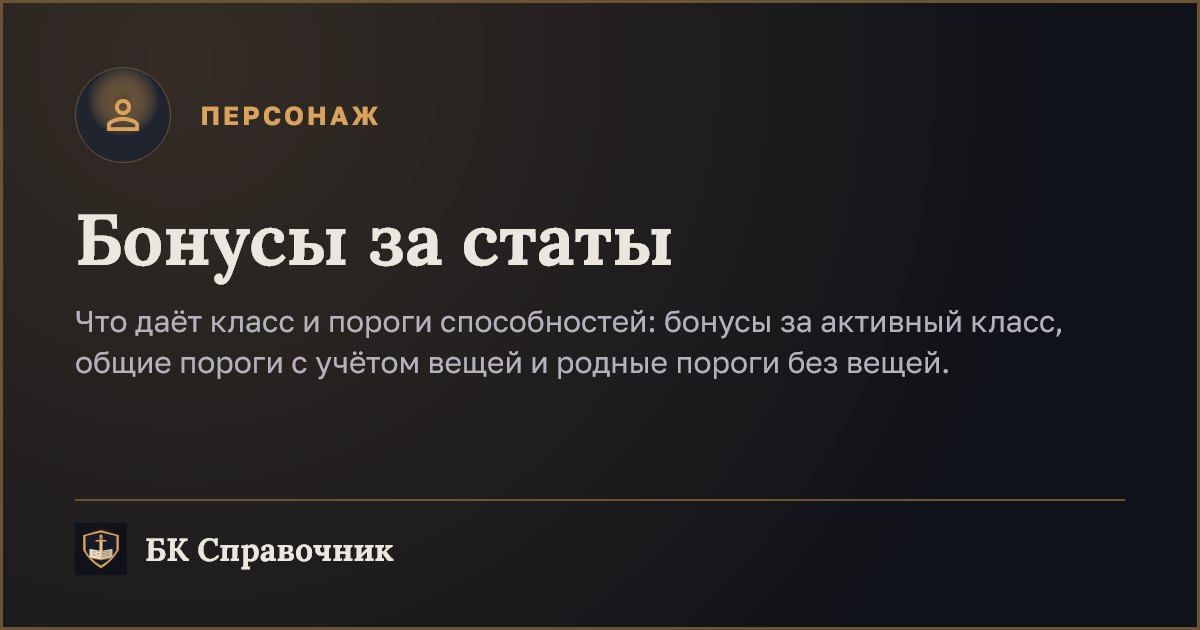 ПЕРСОНАЖ
Бонусы за статы
Что даёт класс и пороги способностей: бонусы за активный класс,
общие пороги с учётом вещей и родные пороги без вещей.
БК Справочник